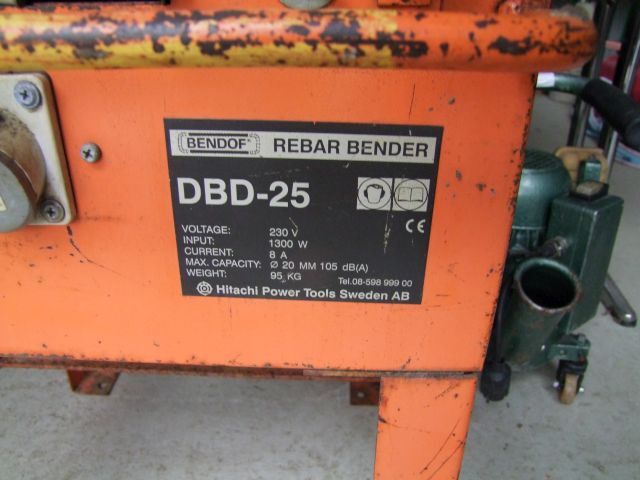 BENDOF® REBAR BENDER
DBD-25
CE
VOLTAGE: 230 V
INPUT: 1300 W
CURRENT: 8 A
MAX. CAPACITY: Ø 20 MM 105 dB(A)
WEIGHT: 95 KG
Tel.08-598 999 00
Hitachi Power Tools Sweden AB